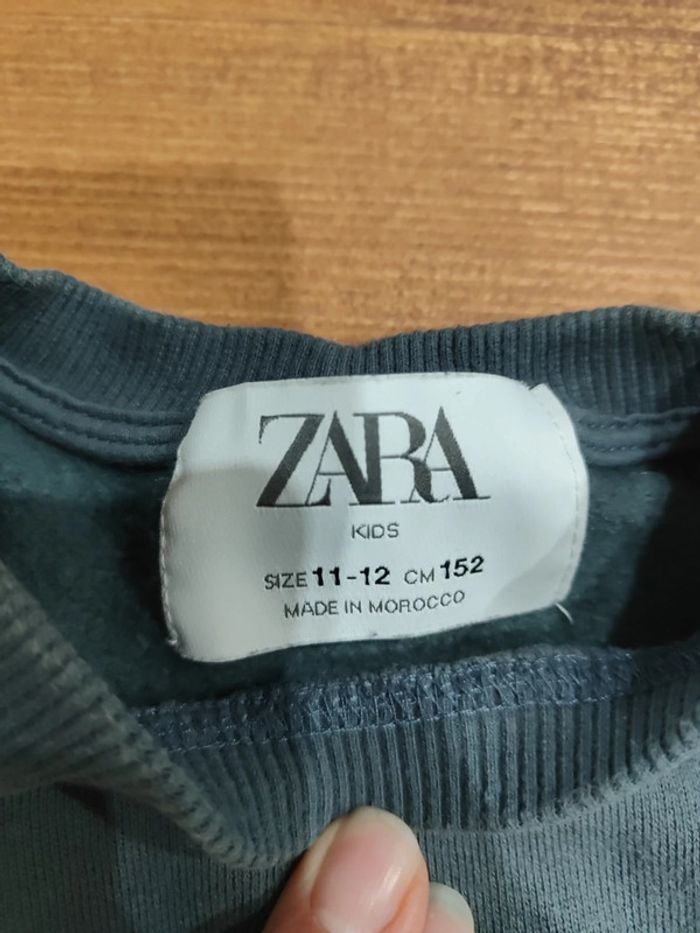 ZARA
KIDS
SIZE 11-12 CM 152
MADE IN MOROCCO